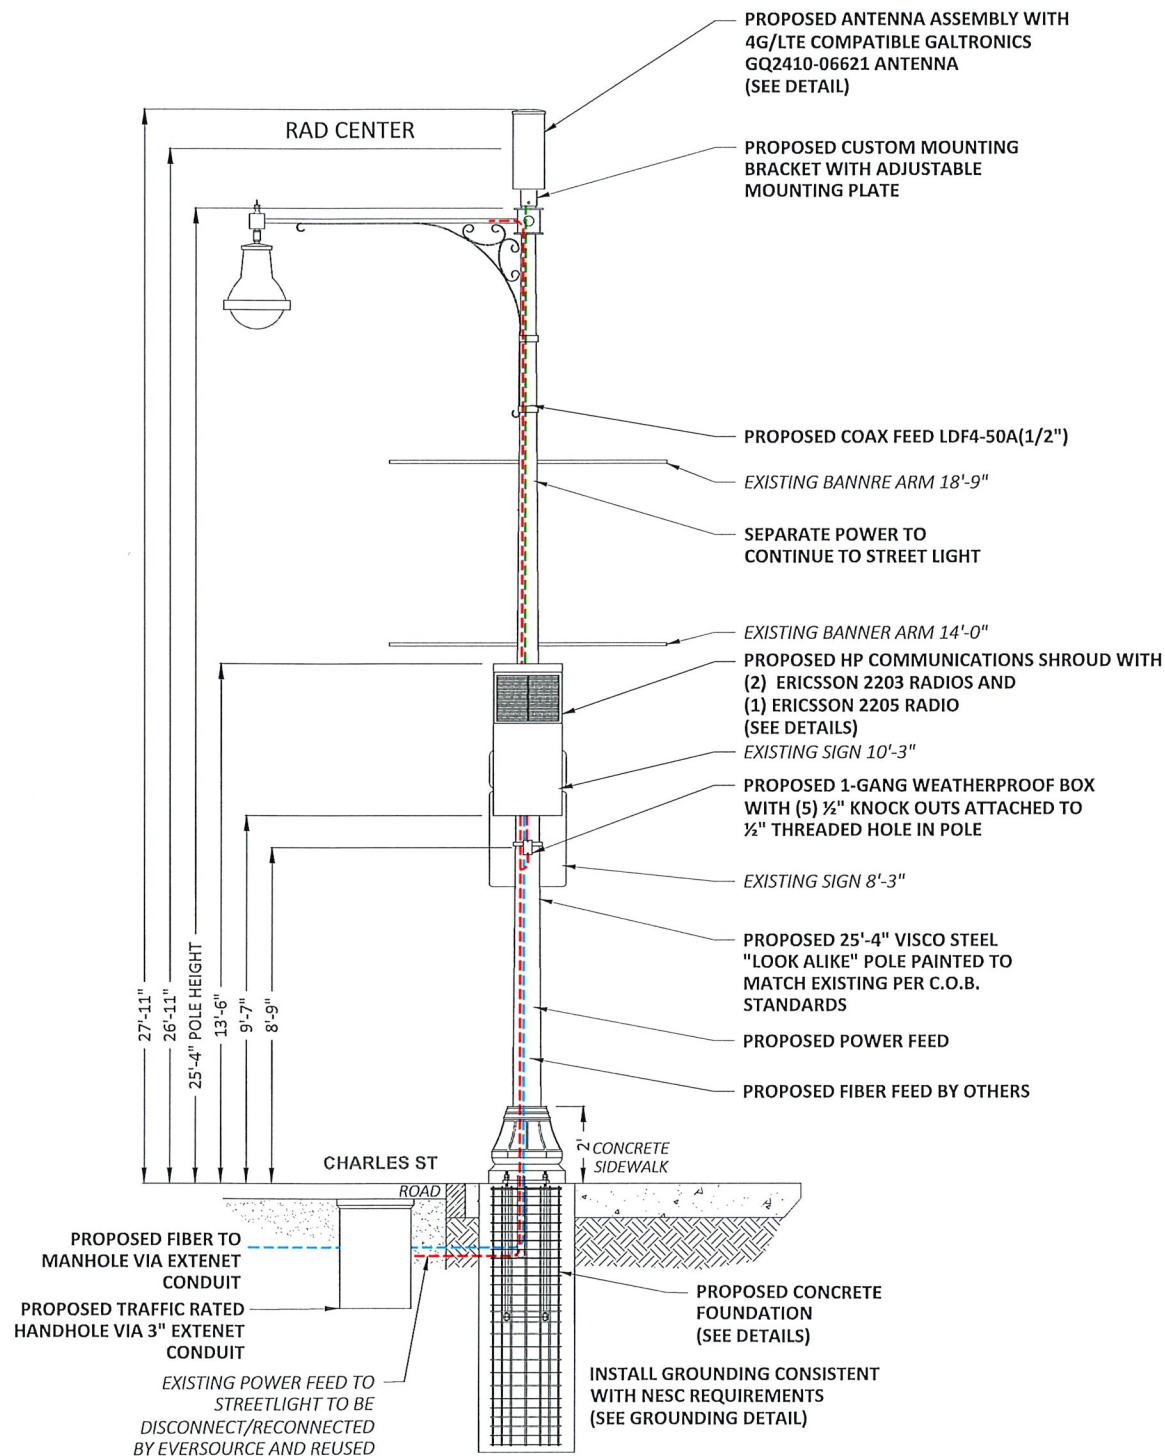 PROPOSED ANTENNA ASSEMBLY WITH
4G/LTE COMPATIBLE GALTRONICS
GQ2410-06621 ANTENNA
(SEE DETAIL)
RAD CENTER
PROPOSED CUSTOM MOUNTING
BRACKET WITH ADJUSTABLE
MOUNTING PLATE
PROPOSED COAX FEED LDF4-50A(1/2")
EXISTING BANNRE ARM 18'-9"
SEPARATE POWER TO
CONTINUE TO STREET LIGHT
EXISTING BANNER ARM 14'-0"
PROPOSED HP COMMUNICATIONS SHROUD WITH
(2) ERICSSON 2203 RADIOS AND
(1) ERICSSON 2205 RADIO
(SEE DETAILS)
EXISTING SIGN 10'-3"
PROPOSED 1-GANG WEATHERPROOF BOX
WITH (5) ½" KNOCK OUTS ATTACHED TO
½" THREADED HOLE IN POLE
EXISTING SIGN 8'-3"
PROPOSED 25'-4" VISCO STEEL
"LOOK ALIKE" POLE PAINTED TO
MATCH EXISTING PER C.O.B.
STANDARDS
PROPOSED POWER FEED
PROPOSED FIBER FEED BY OTHERS
27'-11"
26'-11"
25'-4" POLE HEIGHT
13'-6"
9'-7"
8'-9"
2'
CONCRETE
SIDEWALK
CHARLES ST
ROAD
PROPOSED FIBER TO
MANHOLE VIA EXTENET
CONDUIT
PROPOSED TRAFFIC RATED
HANDHOLE VIA 3" EXTENET
CONDUIT
EXISTING POWER FEED TO
STREETLIGHT TO BE
DISCONNECT/RECONNECTED
BY EVERSOURCE AND REUSED
PROPOSED CONCRETE
FOUNDATION
(SEE DETAILS)
INSTALL GROUNDING CONSISTENT
WITH NESC REQUIREMENTS
(SEE GROUNDING DETAIL)